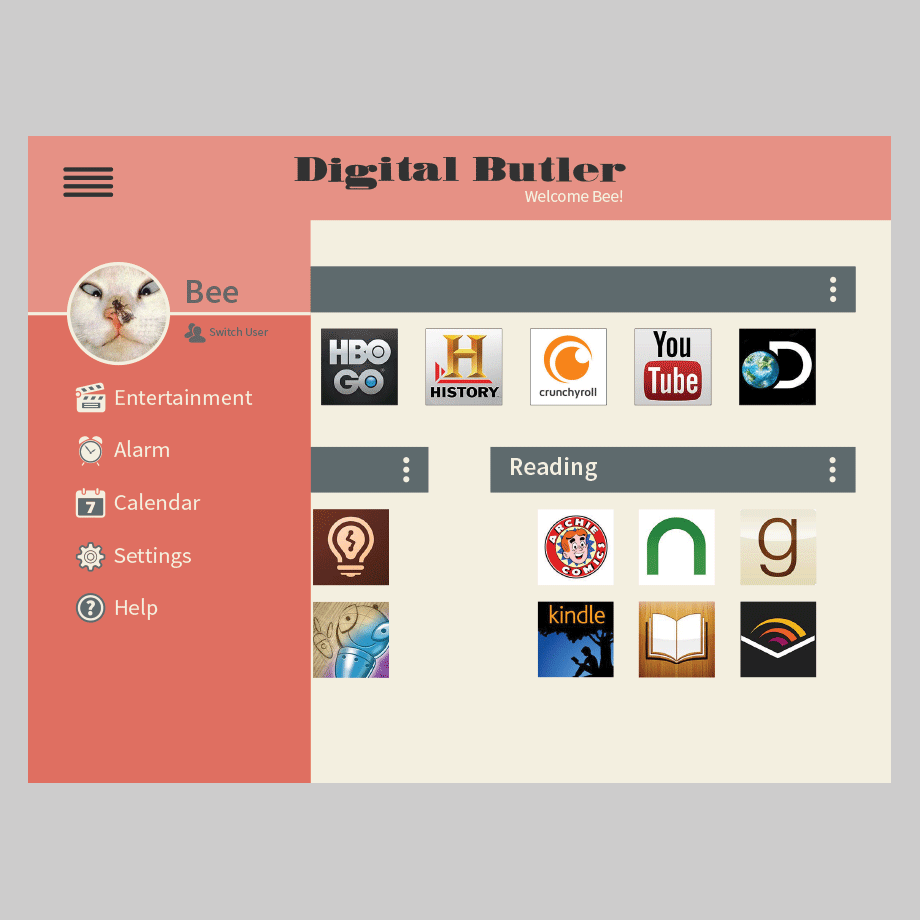 Digital Butler
Welcome Bee!
Bee
Switch User
HBO
GO
H
HISTORY
crunchyroll
You
Tube
D
Entertainment
Alarm
Reading
7
Calendar
ARCHIE
COMICS
n
g
Settings
Help
kindle